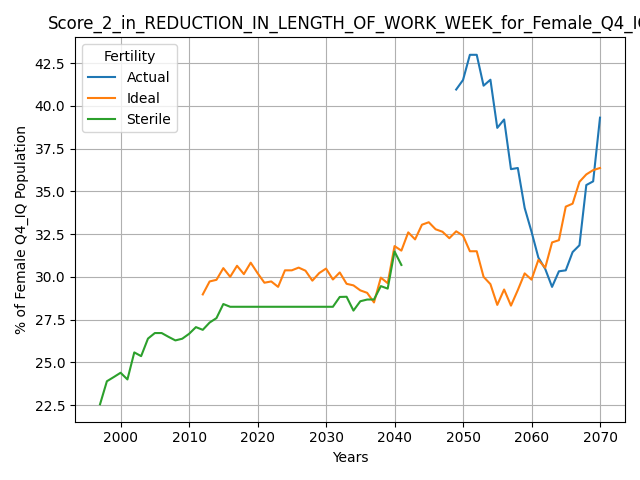 Score_2_in_REDUCTION_IN_LENGTH_OF_WORK_WEEK_for_Female_Q4_IQ
Fertility
Actual
Ideal
Sterile
% of Female Q4_IQ Population
42.5
40.0
37.5
35.0
32.5
30.0
27.5
25.0
22.5
2000 2010 2020 2030 2040 2050 2060 2070
Years